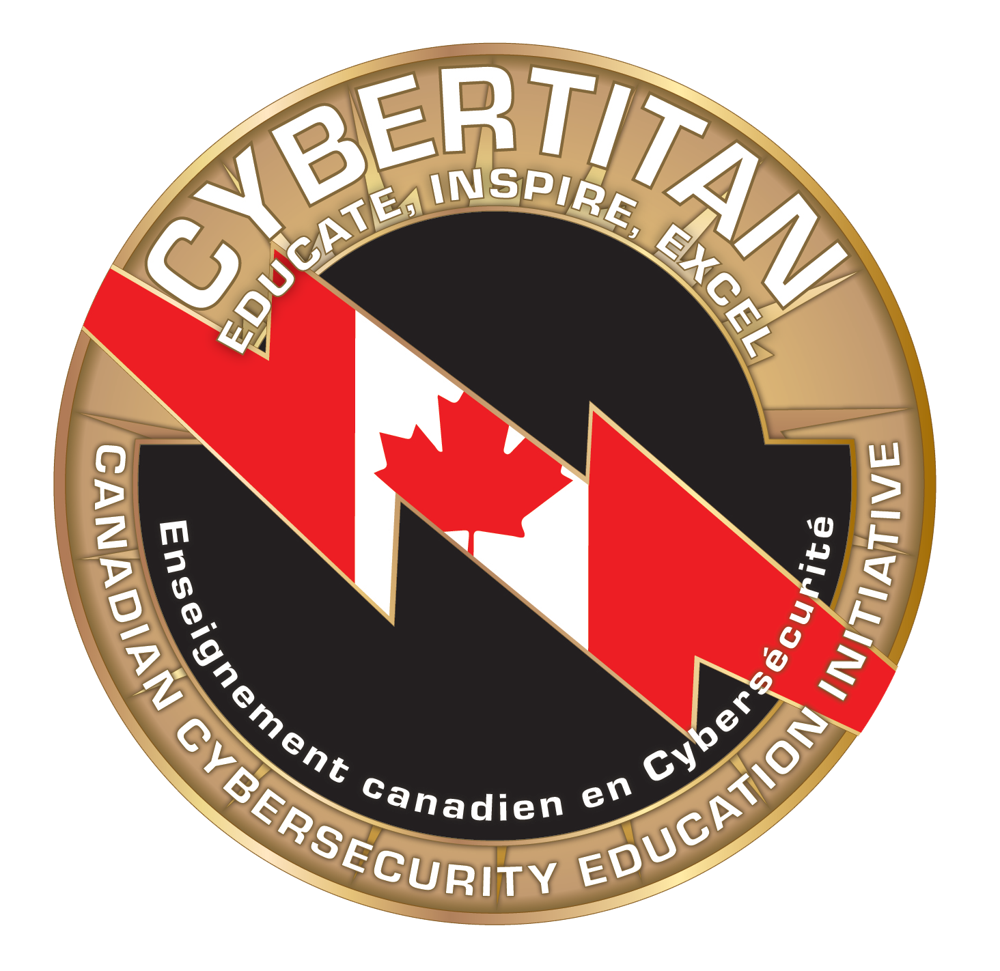 CYBERTITAN
EDUCATE, INSPIRE, EXCEL
Enseignement canadien en Cybersécurité
CANADIAN CYBERSECURITY EDUCATION INITIATIVE